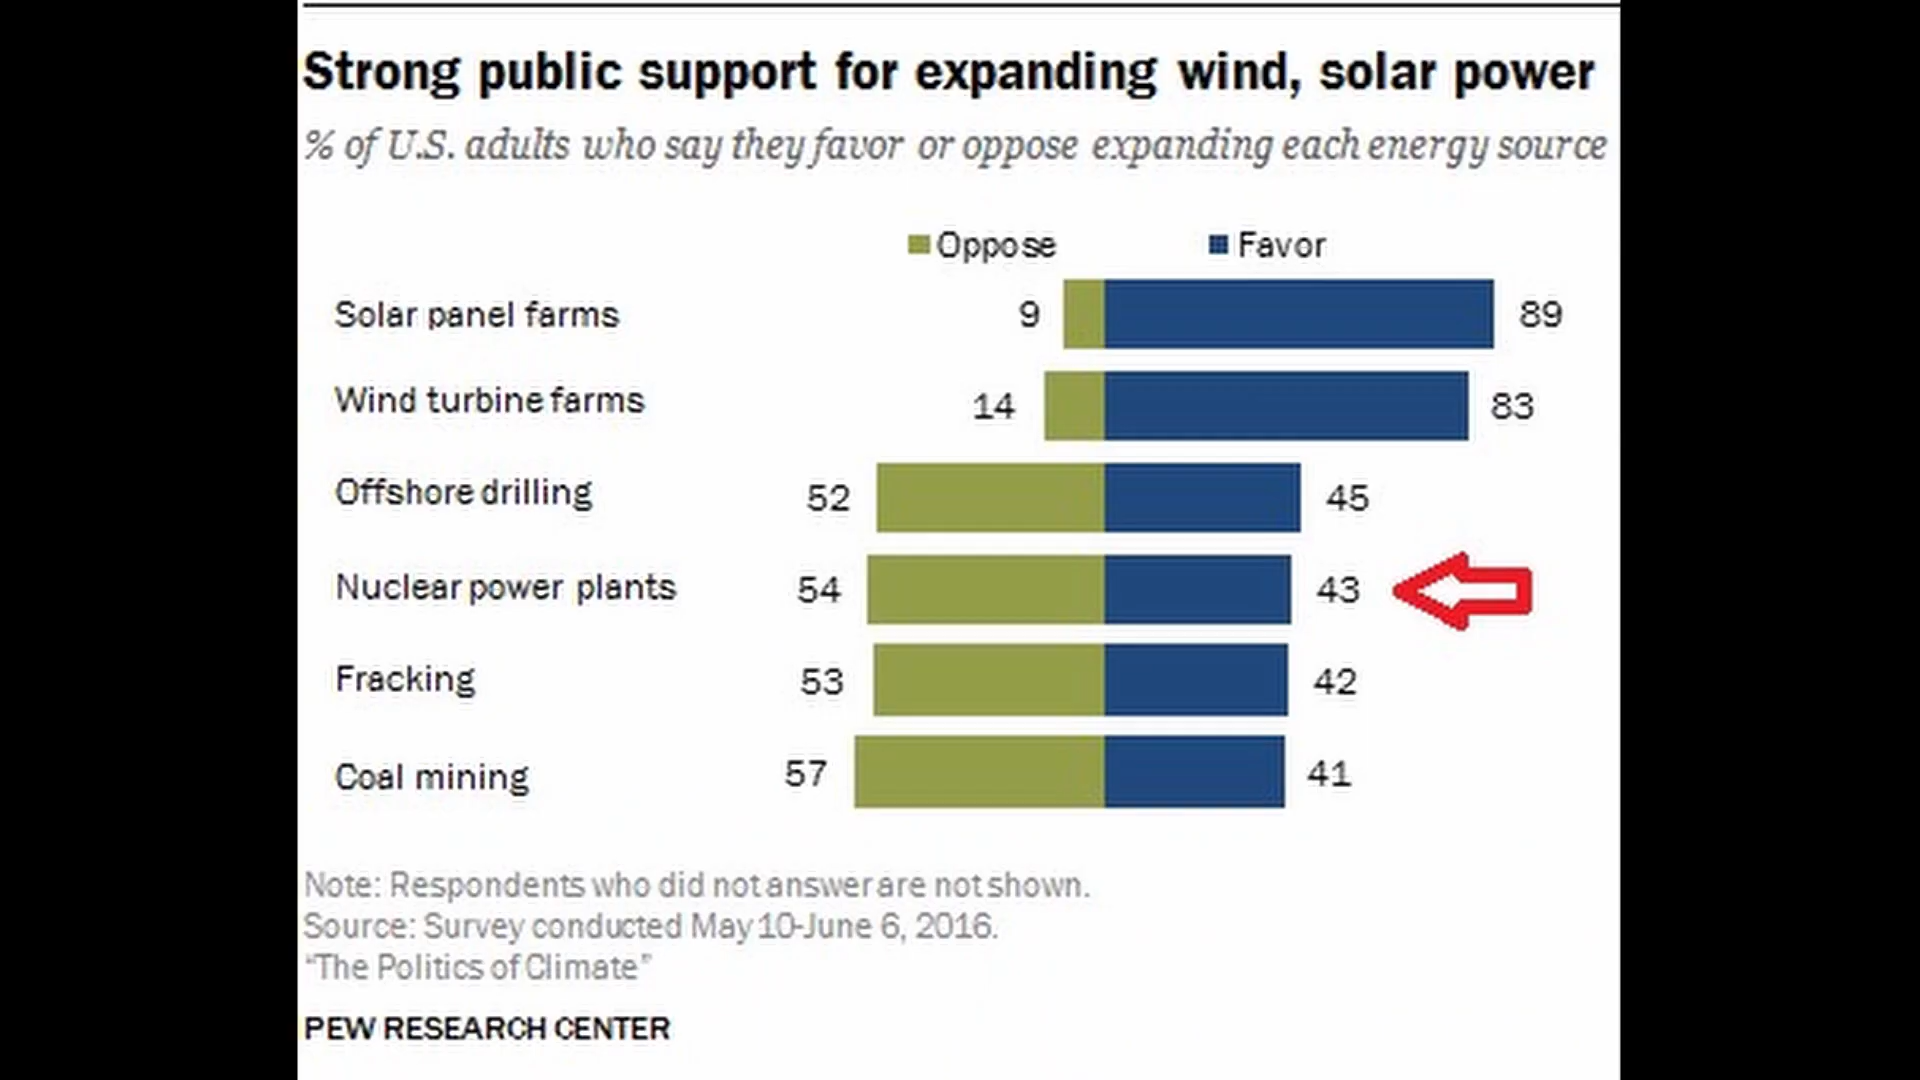 Strong public support for expanding wind, solar power
% of U.S. adults who say they favor or oppose expanding each energy source
Oppose Favor
Solar panel farms 9 89
Wind turbine farms 14 83
Offshore drilling 52 45
Nuclear power plants 54 43
Fracking 53 42
Coal mining 57 41
Note: Respondents who did not answer are not shown.
Source: Survey conducted May 10-June 6, 2016.
“The Politics of Climate”
PEW RESEARCH CENTER